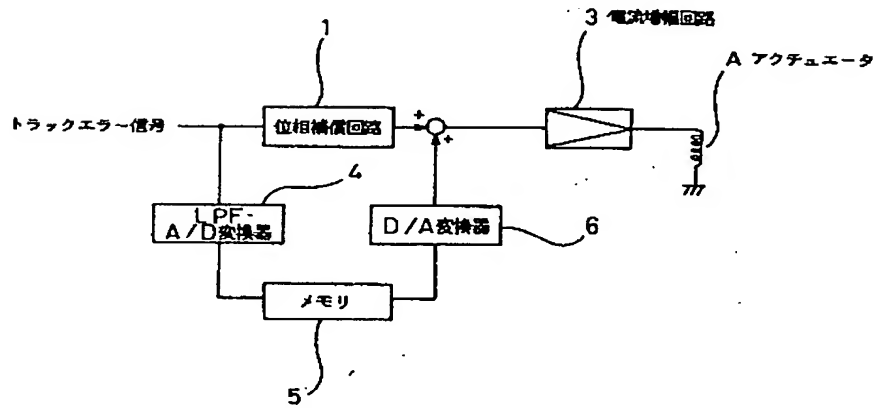 1
3 電流増幅回路
A アクチュエータ
トラックエラー信号
位相補償回路
+
+
4
LPF-
A/D変換器
D/A変換器
6
メモリ
5